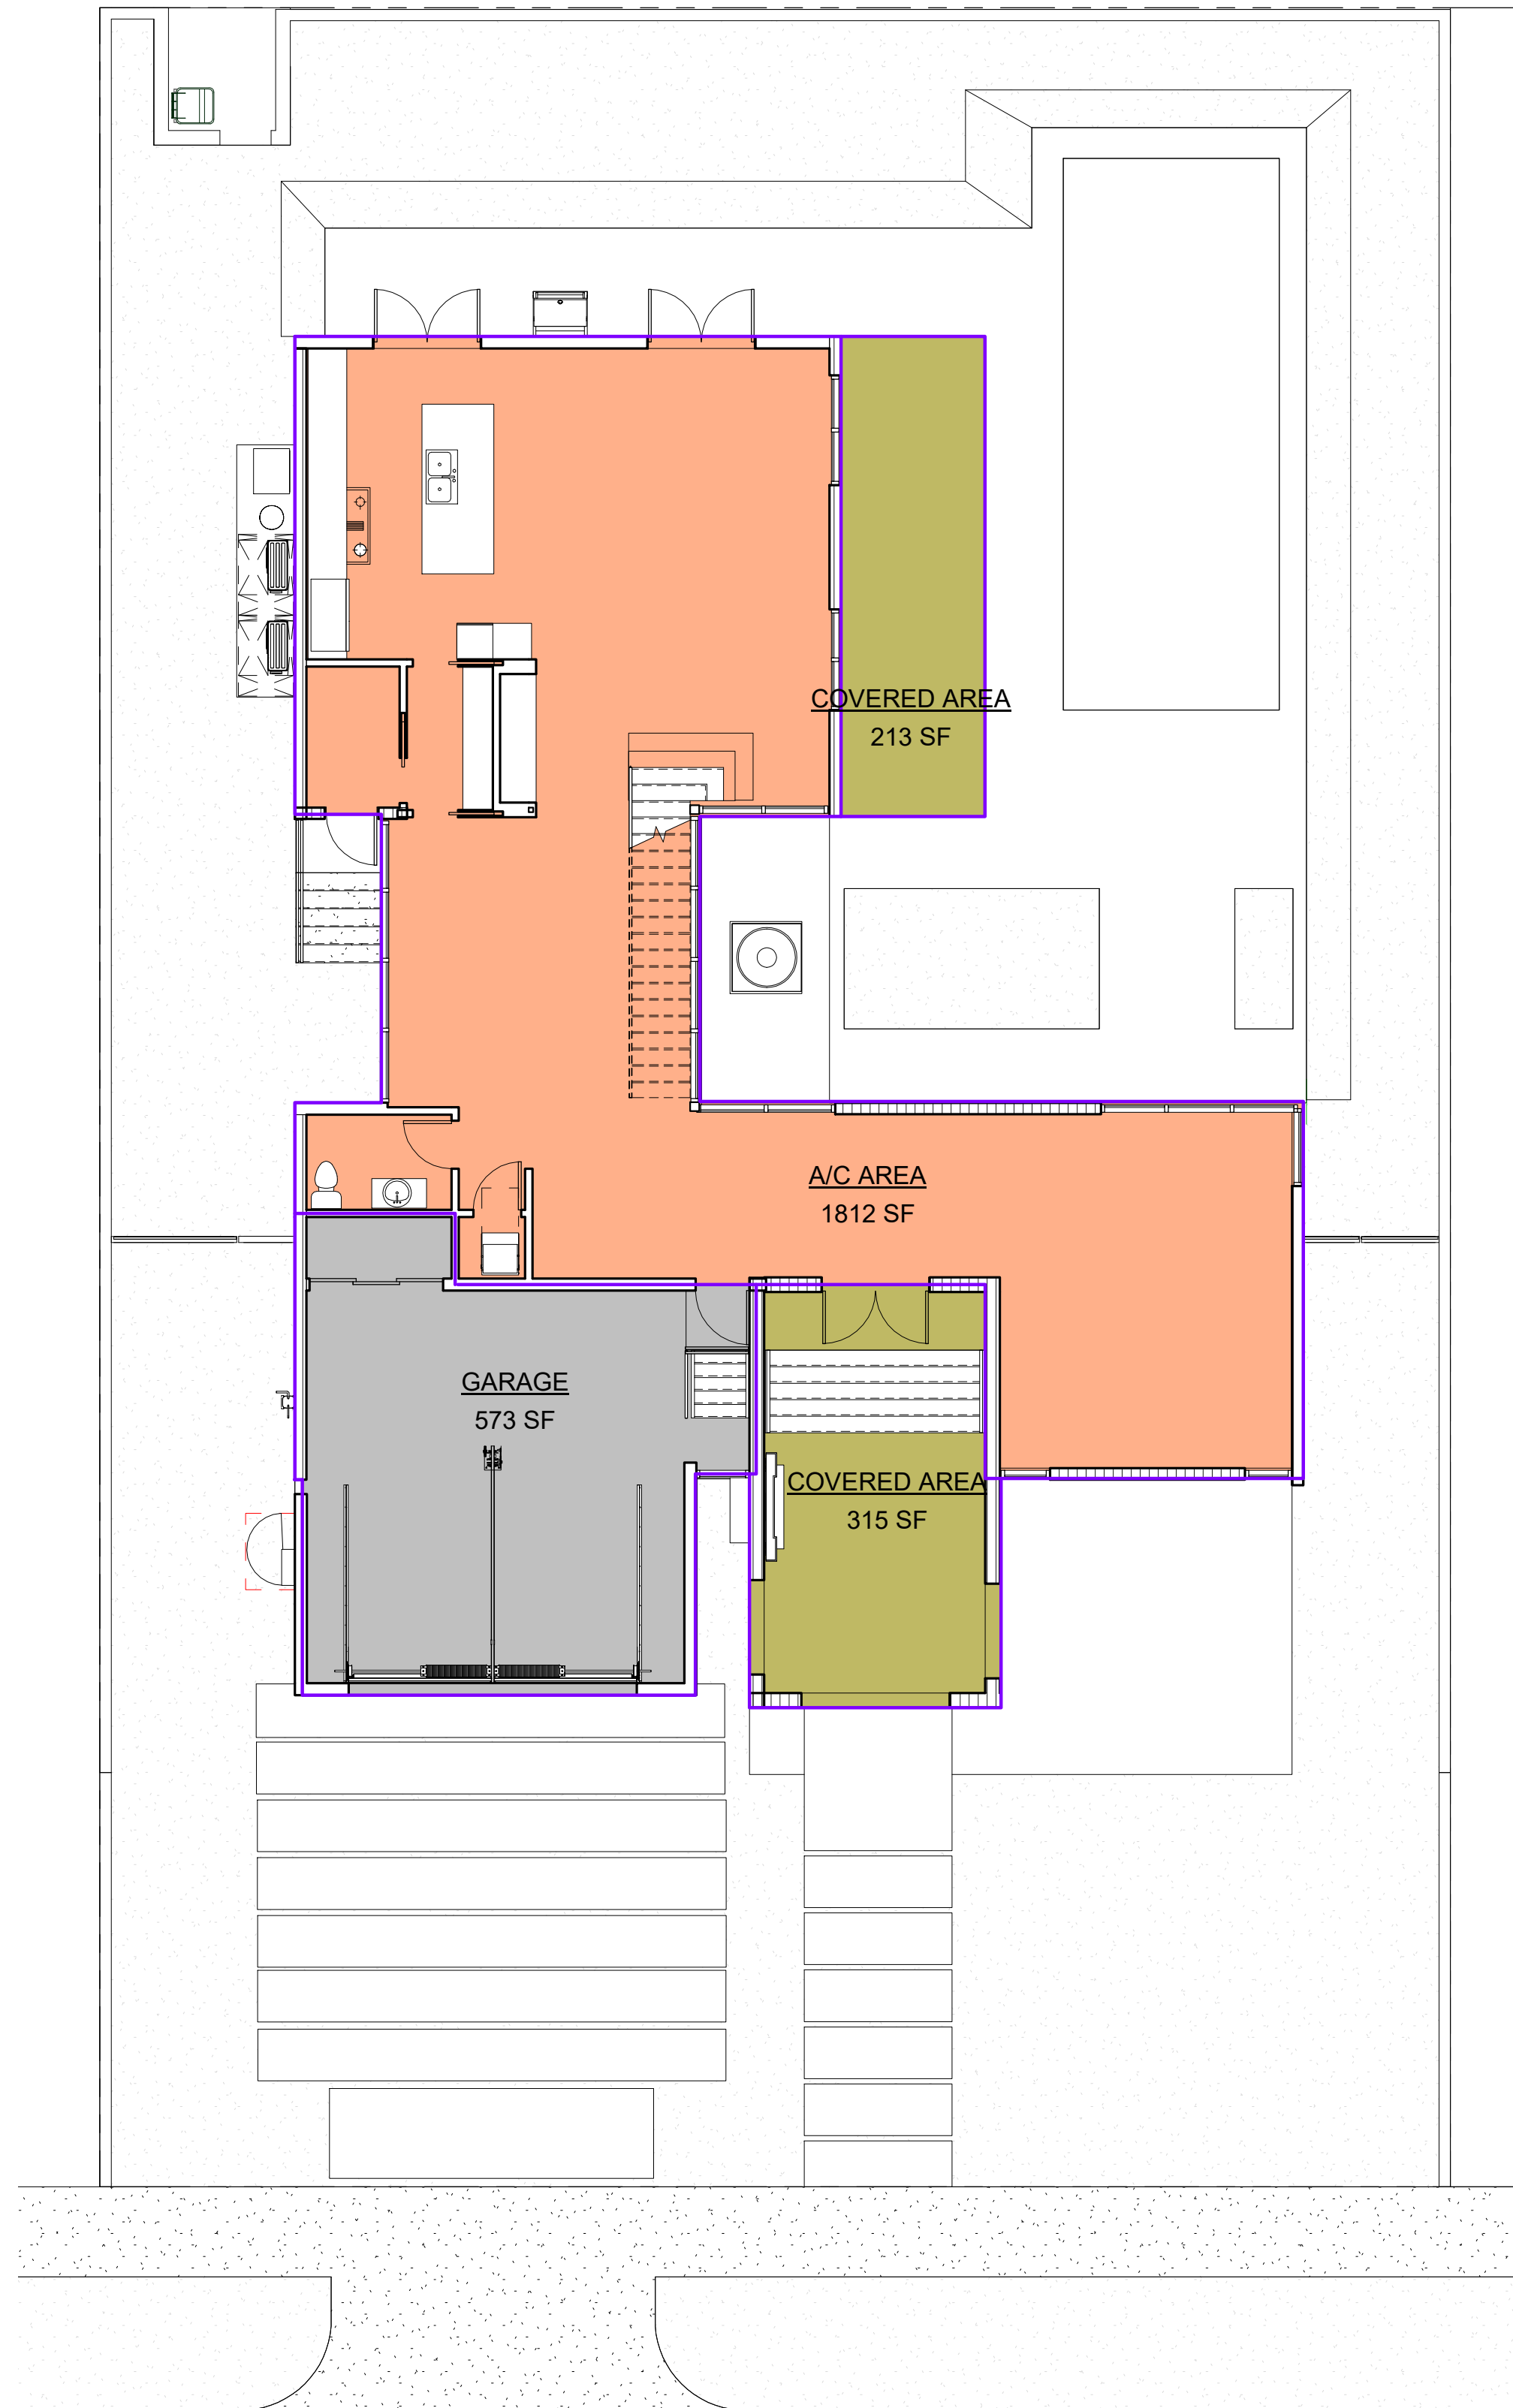 COVERED AREA
213 SF
A/C AREA
1812 SF
GARAGE
573 SF
COVERED AREA
315 SF